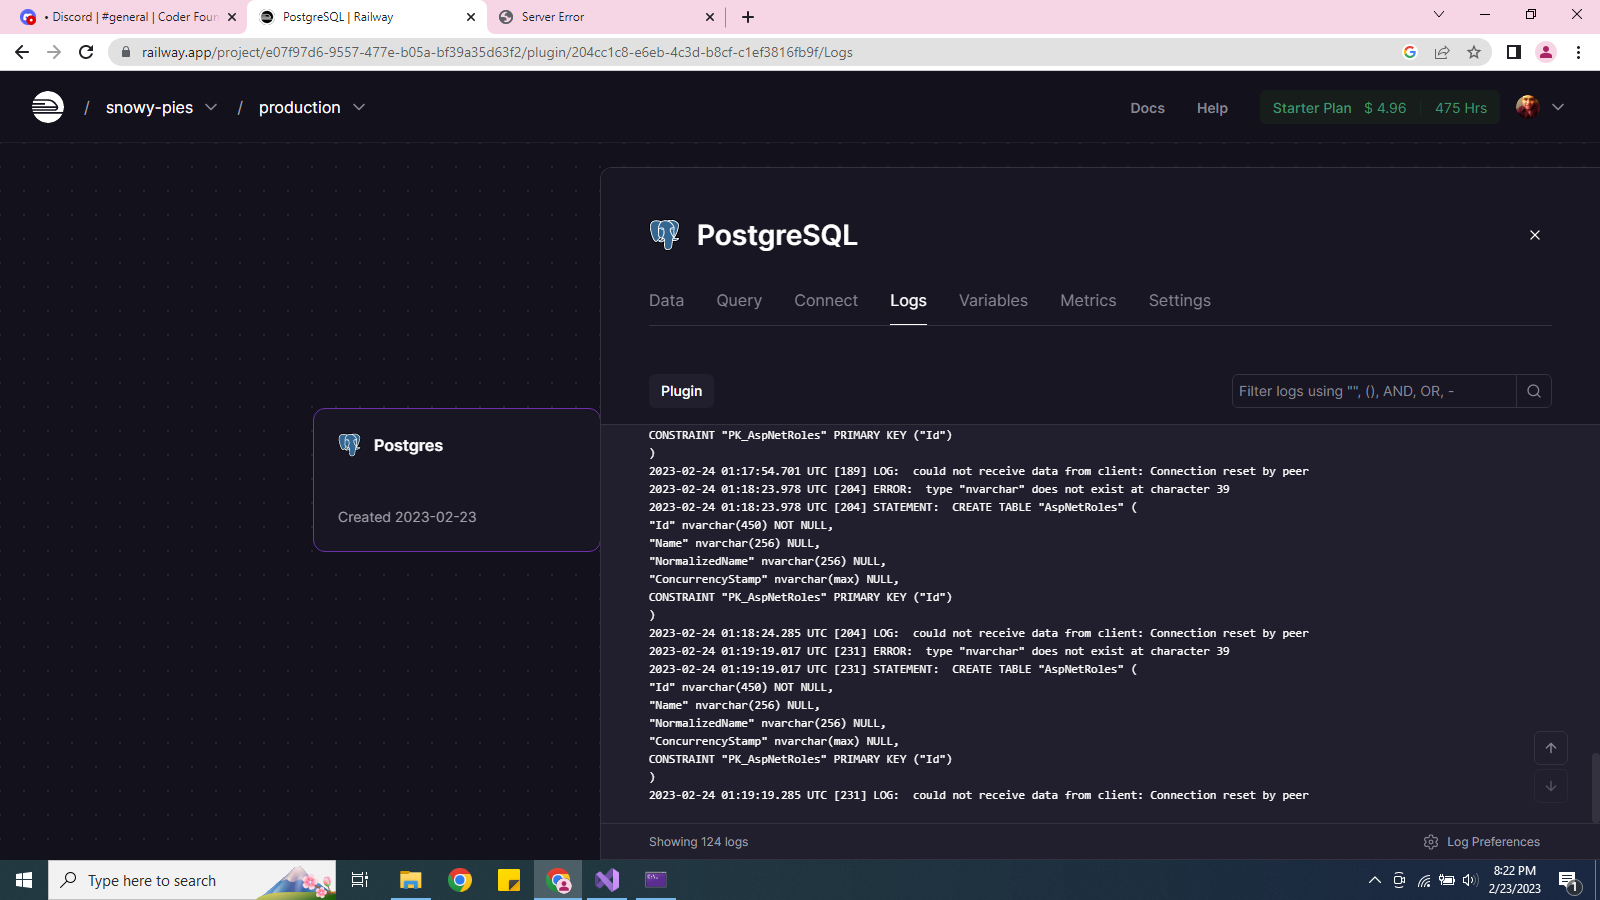 • Discord | #general | Coder Foun
PostgreSQL | Railway
Server Error
railway.app/project/e07f97d6-9557-477e-b05a-bf39a35d63f2/plugin/204cc1c8-e6eb-4c3d-b8cf-c1ef3816fb9f/Logs
/ snowy-pies / production
Docs Help Starter Plan $ 4.96 475 Hrs
PostgreSQL
Data Query Connect Logs Variables Metrics Settings
Plugin
Filter logs using "", (), AND, OR, -
Postgres
Created 2023-02-23
CONSTRAINT "PK_AspNetRoles" PRIMARY KEY ("Id")
)
2023-02-24 01:17:54.701 UTC [189] LOG:  could not receive data from client: Connection reset by peer
2023-02-24 01:18:23.978 UTC [204] ERROR:  type "nvarchar" does not exist at character 39
2023-02-24 01:18:23.978 UTC [204] STATEMENT:  CREATE TABLE "AspNetRoles" (
"Id" nvarchar(450) NOT NULL,
"Name" nvarchar(256) NULL,
"NormalizedName" nvarchar(256) NULL,
"ConcurrencyStamp" nvarchar(max) NULL,
CONSTRAINT "PK_AspNetRoles" PRIMARY KEY ("Id")
)
2023-02-24 01:18:24.285 UTC [204] LOG:  could not receive data from client: Connection reset by peer
2023-02-24 01:19:19.017 UTC [231] ERROR:  type "nvarchar" does not exist at character 39
2023-02-24 01:19:19.017 UTC [231] STATEMENT:  CREATE TABLE "AspNetRoles" (
"Id" nvarchar(450) NOT NULL,
"Name" nvarchar(256) NULL,
"NormalizedName" nvarchar(256) NULL,
"ConcurrencyStamp" nvarchar(max) NULL,
CONSTRAINT "PK_AspNetRoles" PRIMARY KEY ("Id")
)
2023-02-24 01:19:19.285 UTC [231] LOG:  could not receive data from client: Connection reset by peer
Showing 124 logs
Log Preferences
Type here to search
8:22 PM
2/23/2023
1